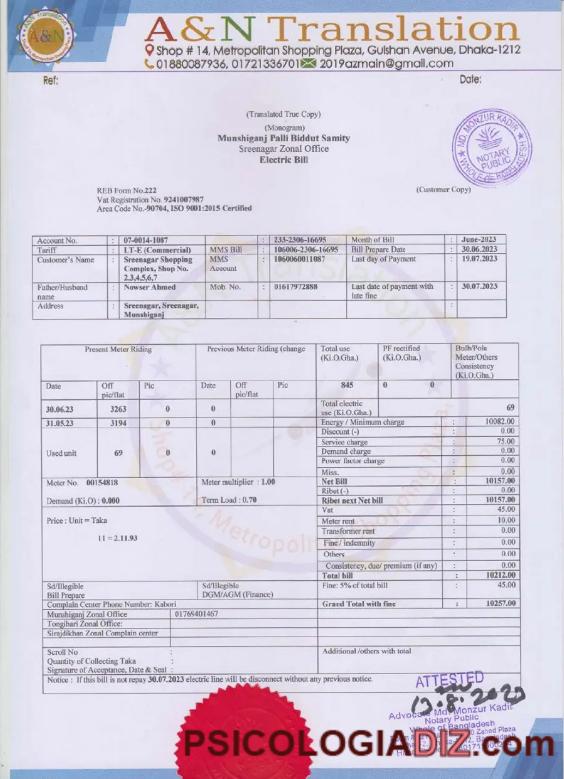 A&N Translation
A&N
Shop # 14, Metropolitan Shopping Plaza, Gulshan Avenue, Dhaka-1212
01880087936, 01721336701 2019azmain@gmail.com
Ref:
Date:
(Translated True Copy)
(Monogram)
Munshiganj Palli Biddut Samity
Sreenagar Zonal Office
Electric Bill
MD. MONZUR KADIR
NOTARY PUBLIC
WHOLE OF BANGLADESH
REB Form No.222
(Customer Copy)
Vat Registration No. 9241007987
Area Code No.-90704, ISO 9001:2015 Certified
Account No. : 07-0014-1087 : 233-2306-16695 Month of Bill : June-2023
Tariff : LT-E (Commercial) MMS Bill : 106006-2306-16695 Bill Prepare Date : 30.06.2023
Customer's Name : Sreenagar Shopping Complex, Shop No. 2,3,4,5,6,7 MMS Account : 1060060011087 Last day of Payment : 19.07.2023
Father/Husband name : Nowser Ahmed Mob No. : 01617972888 Last date of payment with late fine : 30.07.2023
Address : Sreenagar, Sreenagar, Munshiganj :
Present Meter Riding Previous Meter Riding (change Total use (Ki.O.Gha.) PF rectified (Ki.O.Gha.) Bulb/Pola Meter/Others Consistency (Ki.O.Gha.)
Date Off pic/flat Pic Date Off pic/flat Pic 845 0 0
30.06.23 3263 0 0 Total electric use (Ki.O.Gha.) 69
31.05.23 3194 0 0 Energy / Minimum charge : 10082.00
Discount (-) : 0.00
Service charge : 75.00
Used unit 69 0 0 Demand charge : 0.00
Power factor charge : 0.00
Miss. : 0.00
Meter No. 00154818 Meter multiplier : 1.00 Net Bill : 10157.00
Ribet (-) : 0.00
Demand (Ki.O) : 0.000 Term Load : 0.70 Ribet next Net bill : 10157.00
Vat : 45.00
Price : Unit = Taka Meter rent : 10.00
Transformer rent : 0.00
11 = 2.11.93 Fine / indemnity : 0.00
Others : 0.00
Consistency, due/ premium (if any) : 0.00
Total bill : 10212.00
Sd/Illegible Sd/Illegible Fine: 5% of total bill : 45.00
Bill Prepare DGM/AGM (Finance)
Complain Center Phone Number: Kabori Grand Total with fine : 10257.00
Munshiganj Zonal Office 01769401467
Tongibari Zonal Office:
Sirajdikhan Zonal Complain center
Scroll No : Additional /others with total
Quantity of Collecting Taka :
Signature of Acceptance, Date & Seal :
Notice : If this bill is not repay 30.07.2023 electric line will be disconnect without any previous notice.
ATTESTED
Advocate Md. Monzur Kadir
Notary Public
Whole of Bangladesh
PSICOLOGIADIZ.com